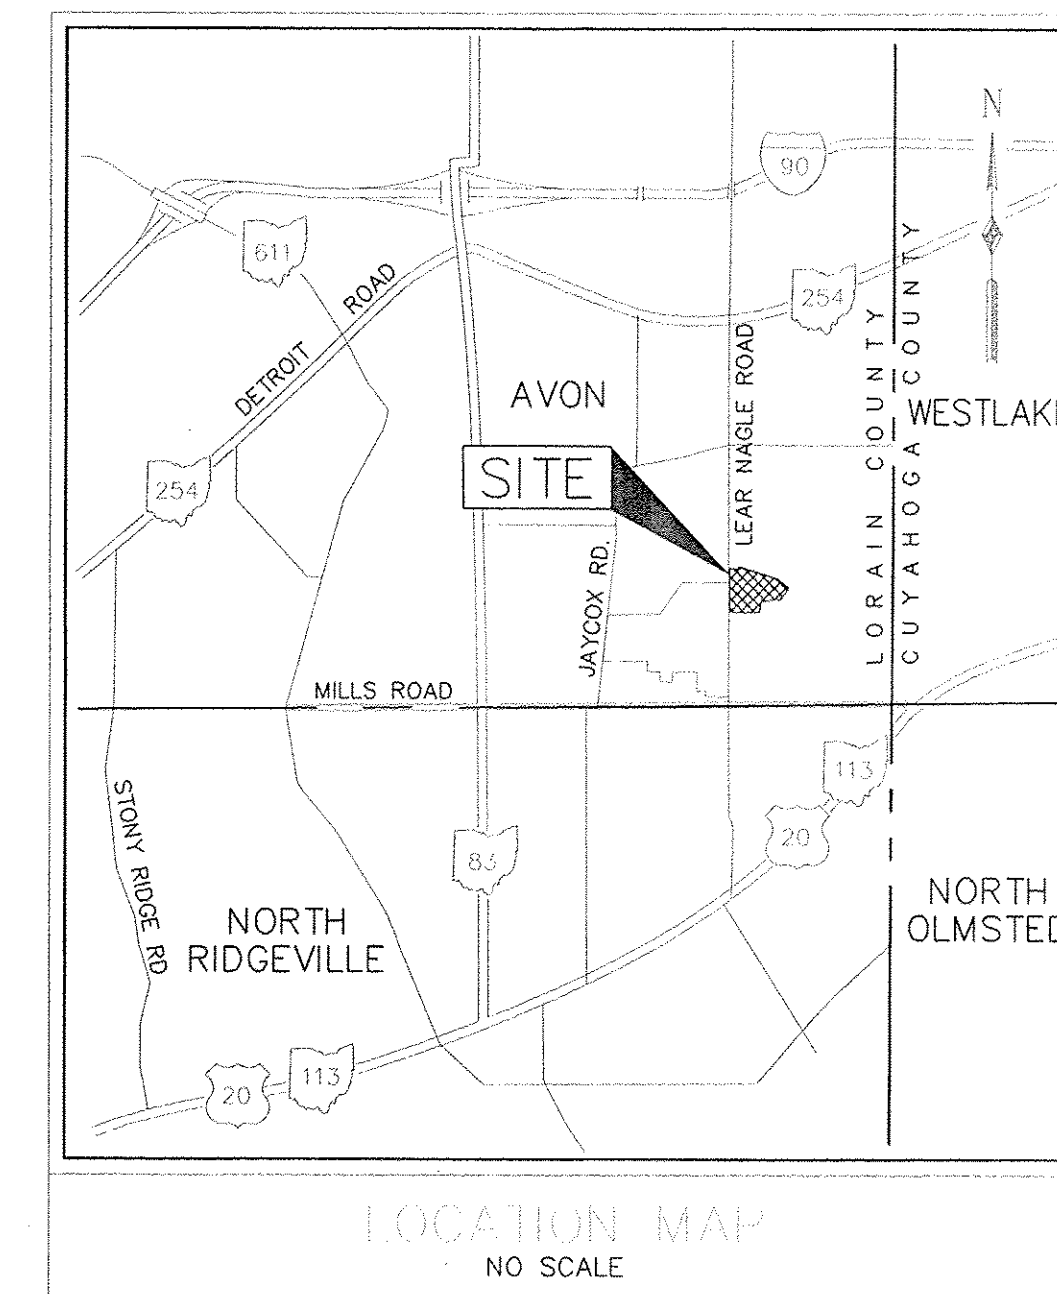 N
90
611
254
DETROIT ROAD
AVON
LEAR NAGLE ROAD
LORAIN COUNTY
CUYAHOGA COUNTY
WESTLAK
SITE
254
JAYCOX RD.
MILLS ROAD
113
20
STONY RIDGE RD
83
NORTH
RIDGEVILLE
NORTH
OLMSTED
113
20
LOCATION MAP
NO SCALE